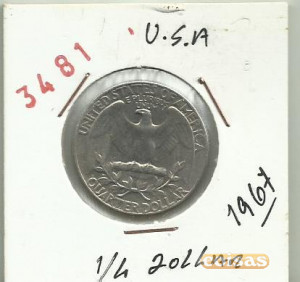 3481
U.S.A
UNITED STATES OF AMERICA
E PLURIBUS UNUM
QUARTER DOLLAR
1967
1/4 DOLLAR